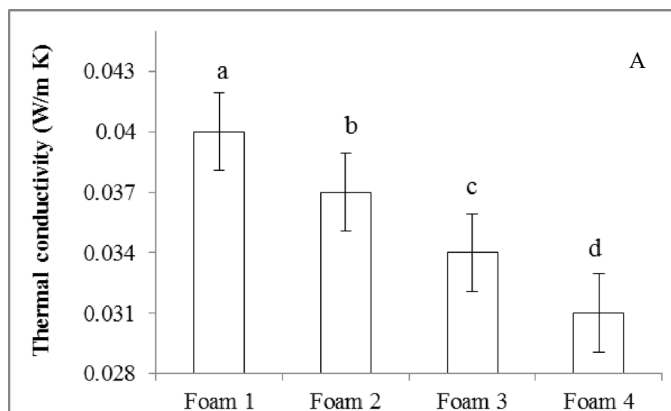 A
Thermal conductivity (W/m K)
0.043
0.04
0.037
0.034
0.031
0.028
a
b
c
d
Foam 1
Foam 2
Foam 3
Foam 4